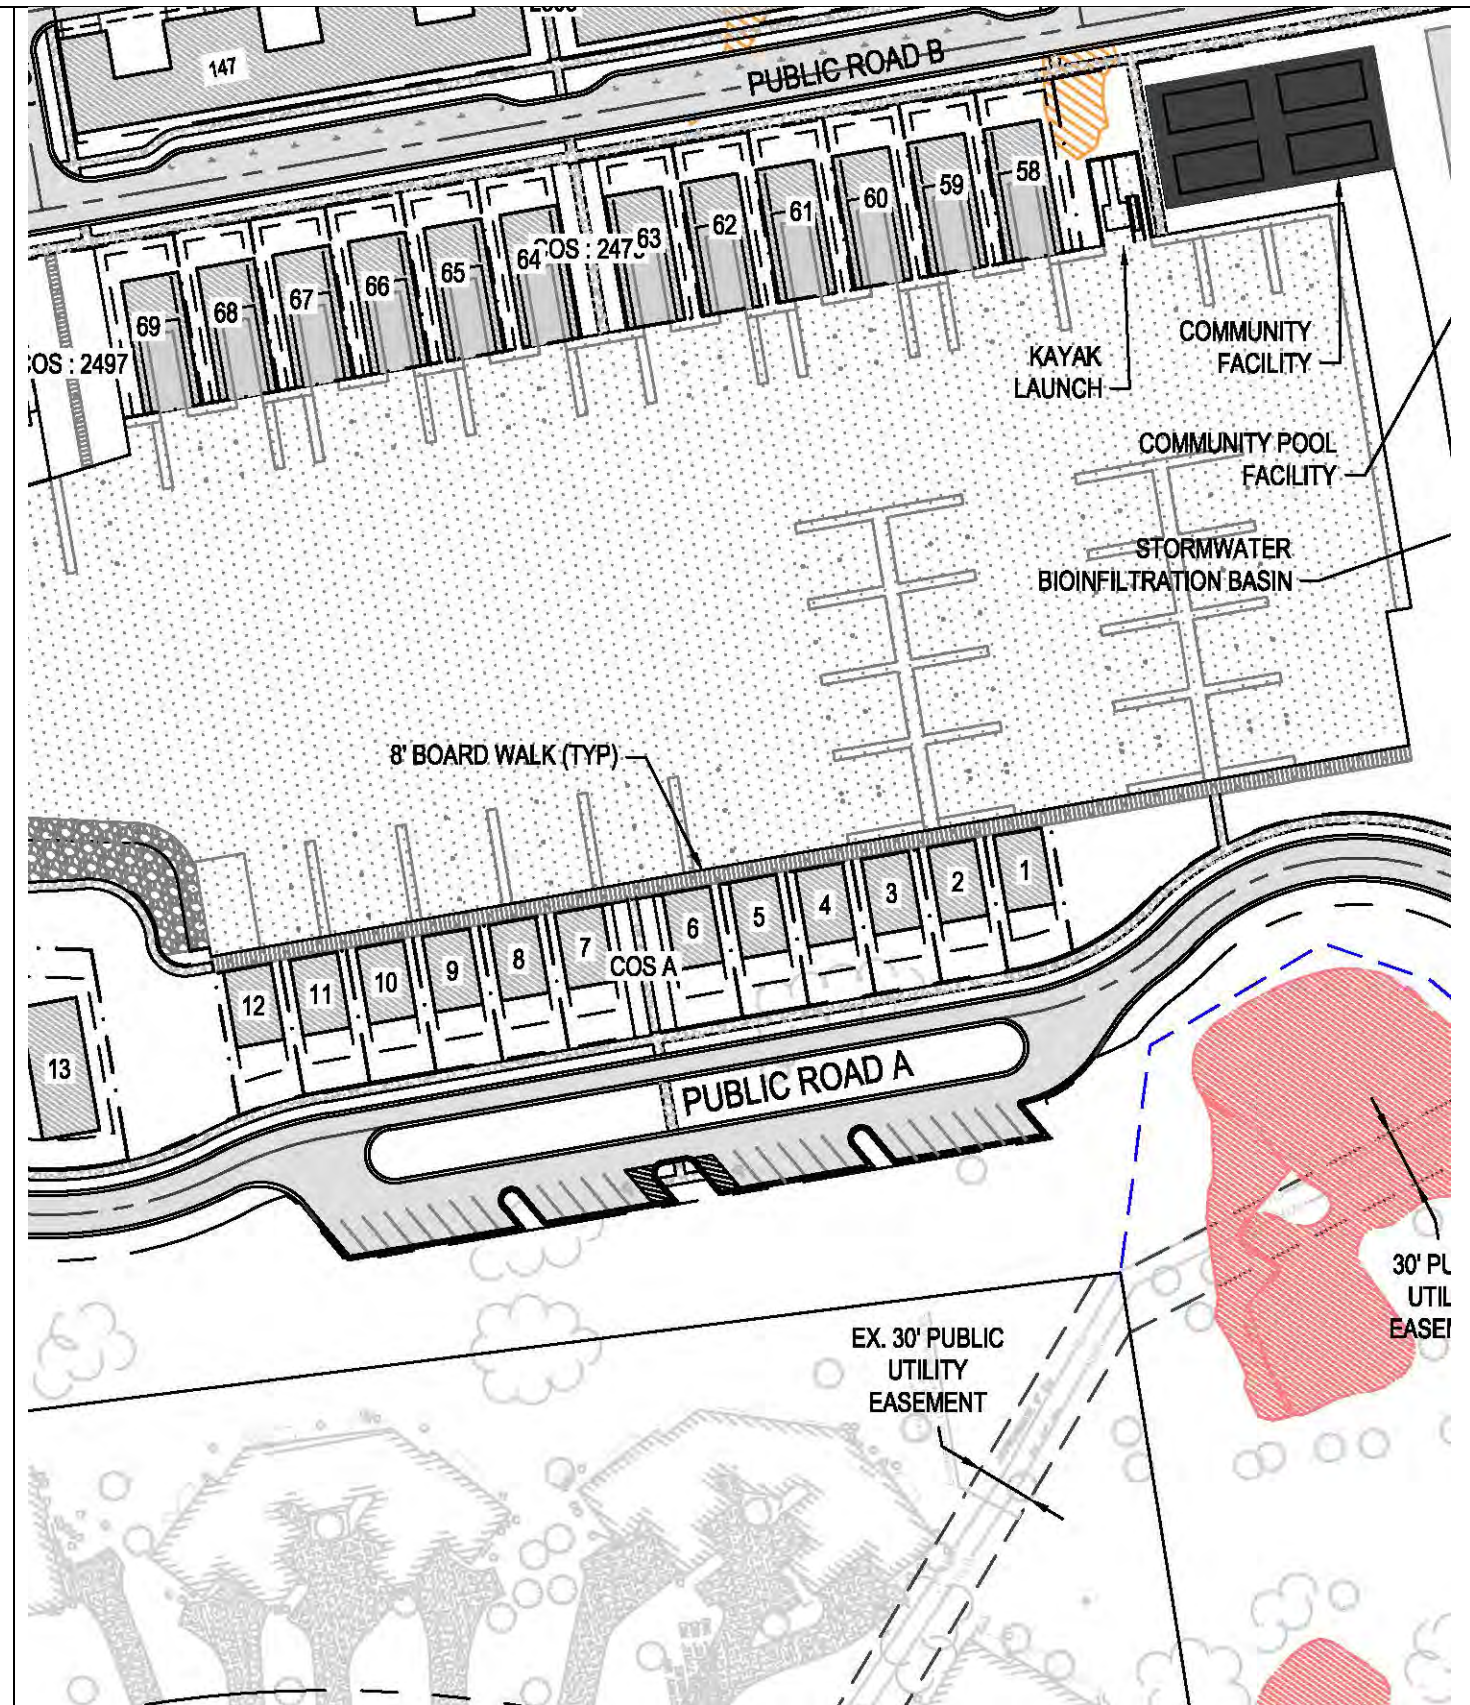 147
PUBLIC ROAD B
58
59
60
61
62
63
COS : 247
64
65
66
67
68
69
COS : 2497
KAYAK
LAUNCH
COMMUNITY
FACILITY
COMMUNITY POOL
FACILITY
STORMWATER
BIOINFILTRATION BASIN
8' BOARD WALK (TYP)
1
2
3
4
5
6
COS A
7
8
9
10
11
12
13
PUBLIC ROAD A
30' PU
UTIL
EASEM
EX. 30' PUBLIC
UTILITY
EASEMENT